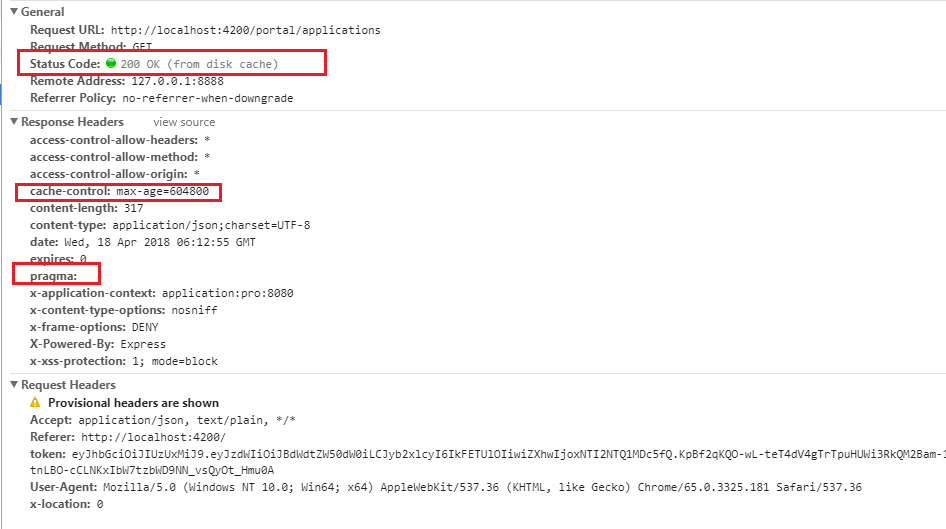 General
Request URL: http://localhost:4200/portal/applications
Request Method: GET
Status Code: 200 OK (from disk cache)
Remote Address: 127.0.0.1:8888
Referrer Policy: no-referrer-when-downgrade
Response Headers view source
access-control-allow-headers: *
access-control-allow-method: *
access-control-allow-origin: *
cache-control: max-age=604800
content-length: 317
content-type: application/json;charset=UTF-8
date: Wed, 18 Apr 2018 06:12:55 GMT
expires: 0
pragma:
x-application-context: application:pro:8080
x-content-type-options: nosniff
x-frame-options: DENY
X-Powered-By: Express
x-xss-protection: 1; mode=block
Request Headers
Provisional headers are shown
Accept: application/json, text/plain, */*
Referer: http://localhost:4200/
token: eyJhbGciOiJIUzUxMiJ9.eyJzdWIiOiJBdWdtZW50dW0iLCJyb2xlcyI6IkFETUlOIiwiZXhwIjoxNTI2NTQ1MDc5fQ.KpBf2qKQO-wL-teT4dV4gTrTpuHUWi3RkQM2Bam-1
tnLBO-cCLNKxIbW7tzbWD9NN_vsQyOt_Hmu0A
User-Agent: Mozilla/5.0 (Windows NT 10.0; Win64; x64) AppleWebKit/537.36 (KHTML, like Gecko) Chrome/65.0.3325.181 Safari/537.36
x-location: 0